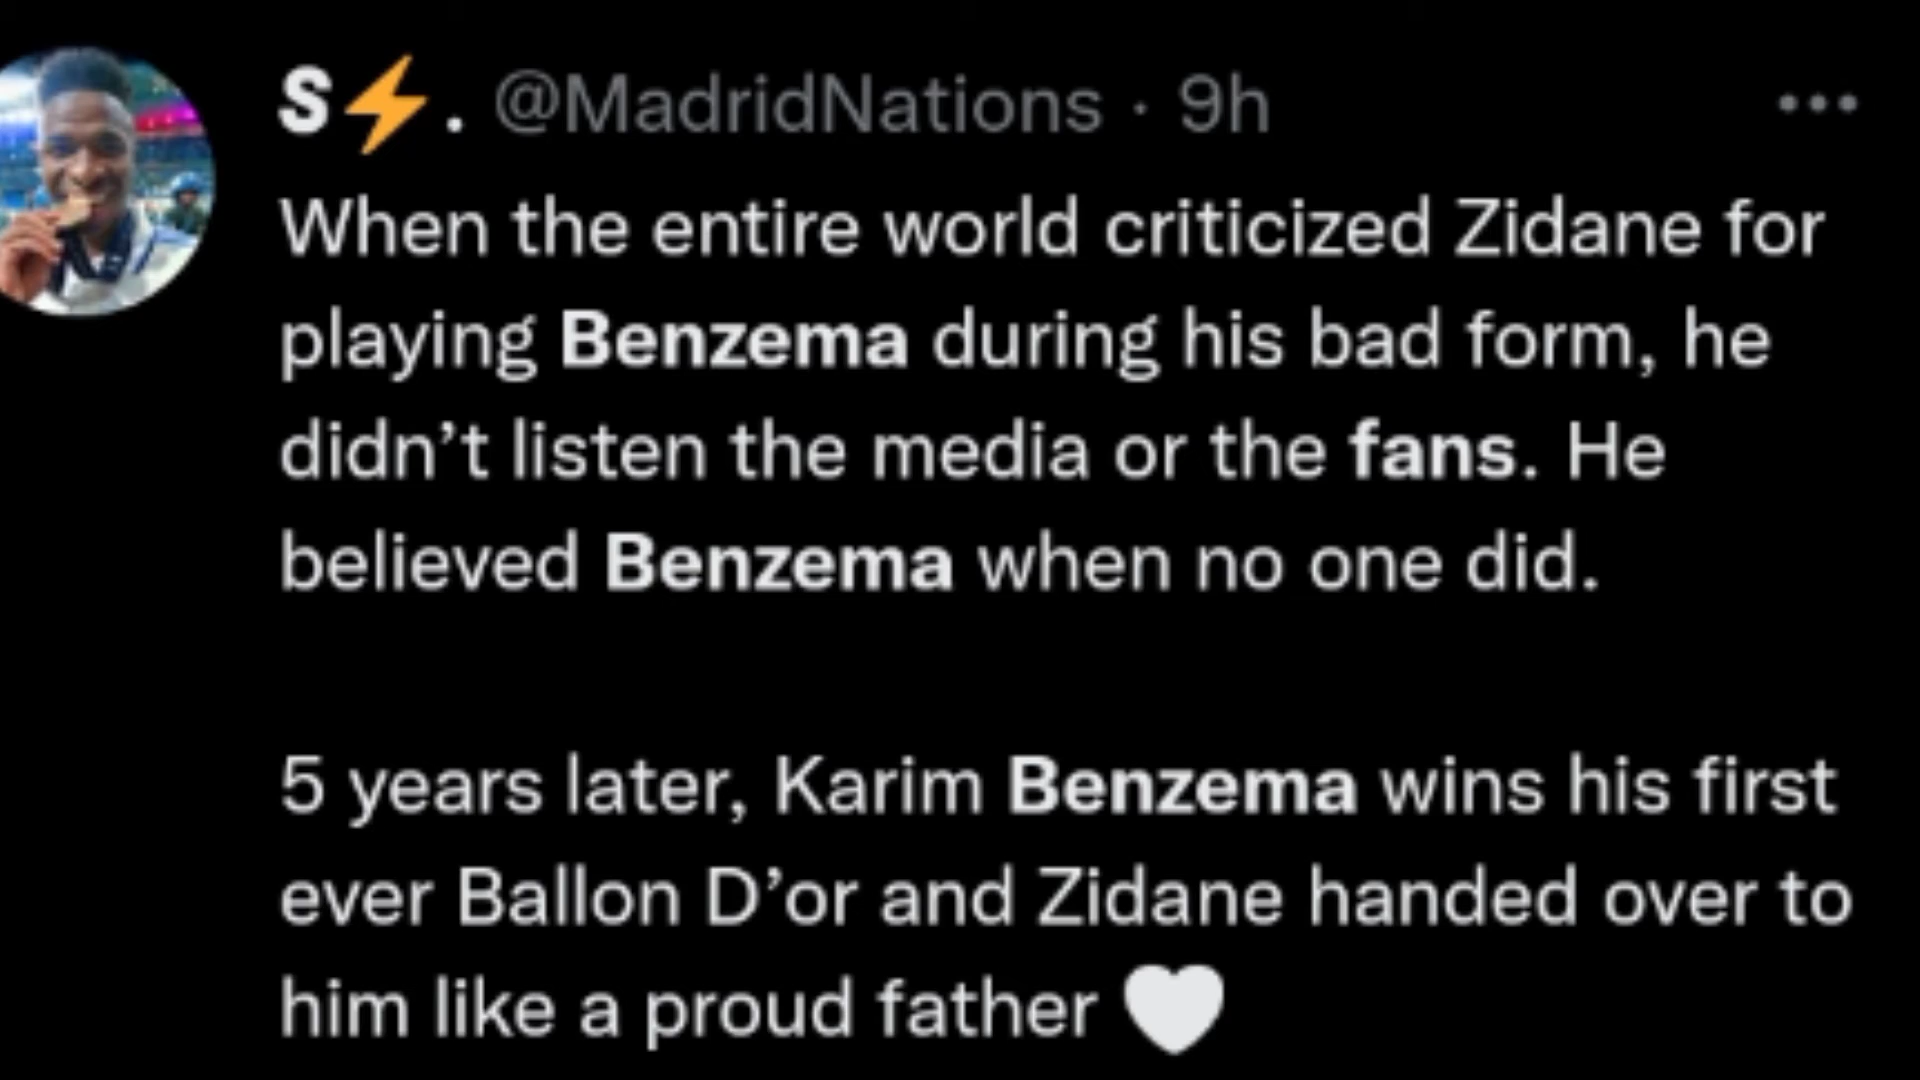 S⚡. @MadridNations · 9h
When the entire world criticized Zidane for
playing Benzema during his bad form, he
didn’t listen the media or the fans. He
believed Benzema when no one did.
5 years later, Karim Benzema wins his first
ever Ballon D’or and Zidane handed over to
him like a proud father 🤍